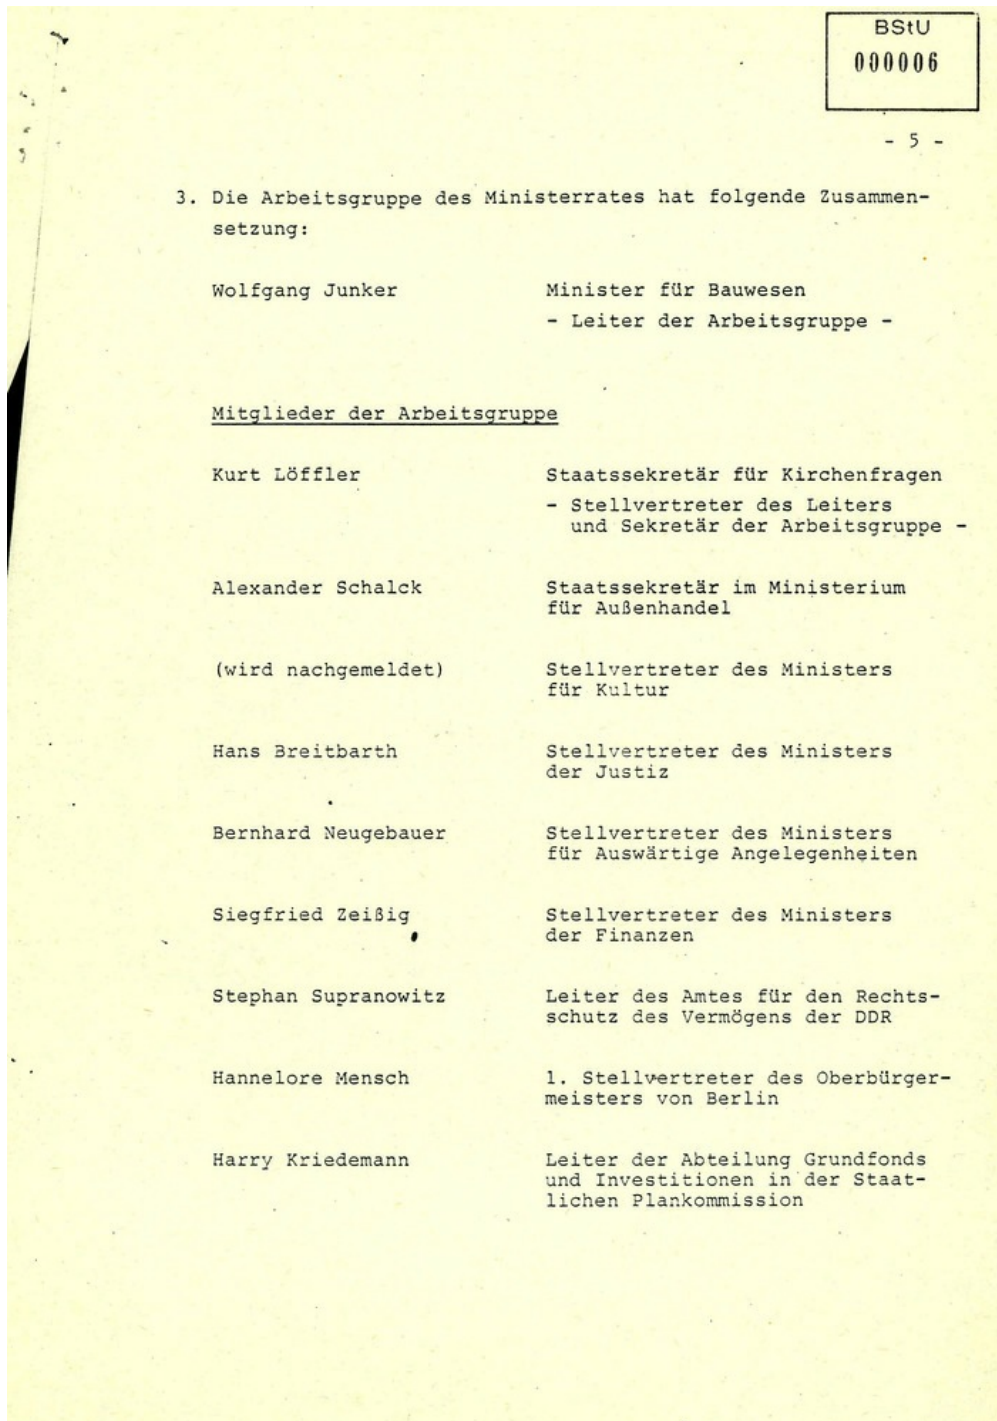 BStU
000006
- 5 -
3. Die Arbeitsgruppe des Ministerrates hat folgende Zusammen-
setzung:
Wolfgang Junker Minister für Bauwesen
- Leiter der Arbeitsgruppe -
Mitglieder der Arbeitsgruppe
Kurt Löffler Staatssekretär für Kirchenfragen
- Stellvertreter des Leiters
und Sekretär der Arbeitsgruppe -
Alexander Schalck Staatssekretär im Ministerium
für Außenhandel
(wird nachgemeldet) Stellvertreter des Ministers
für Kultur
Hans Breitbarth Stellvertreter des Ministers
der Justiz
Bernhard Neugebauer Stellvertreter des Ministers
für Auswärtige Angelegenheiten
Siegfried Zeißig Stellvertreter des Ministers
der Finanzen
Stephan Supranowitz Leiter des Amtes für den Rechts-
schutz des Vermögens der DDR
Hannelore Mensch 1. Stellvertreter des Oberbürger-
meisters von Berlin
Harry Kriedemann Leiter der Abteilung Grundfonds
und Investitionen in der Staat-
lichen Plankommission